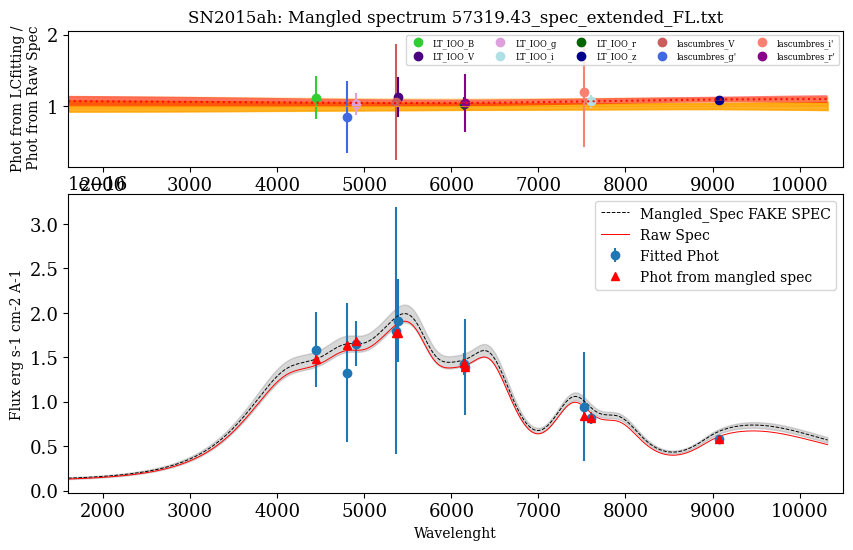 SN2015ah: Mangled spectrum 57319.43_spec_extended_FL.txt
Phot from LCfitting /
Phot from Raw Spec
2
1
LT_IOO_B
LT_IOO_V
LT_IOO_g
LT_IOO_i
LT_IOO_r
LT_IOO_z
lascumbres_V
lascumbres_g'
lascumbres_i'
lascumbres_r'
2000 3000 4000 5000 6000 7000 8000 9000 10000
1e−16
Flux erg s-1 cm-2 A-1
3.0
2.5
2.0
1.5
1.0
0.5
0.0
Mangled_Spec FAKE SPEC
Raw Spec
Fitted Phot
Phot from mangled spec
2000 3000 4000 5000 6000 7000 8000 9000 10000
Wavelenght